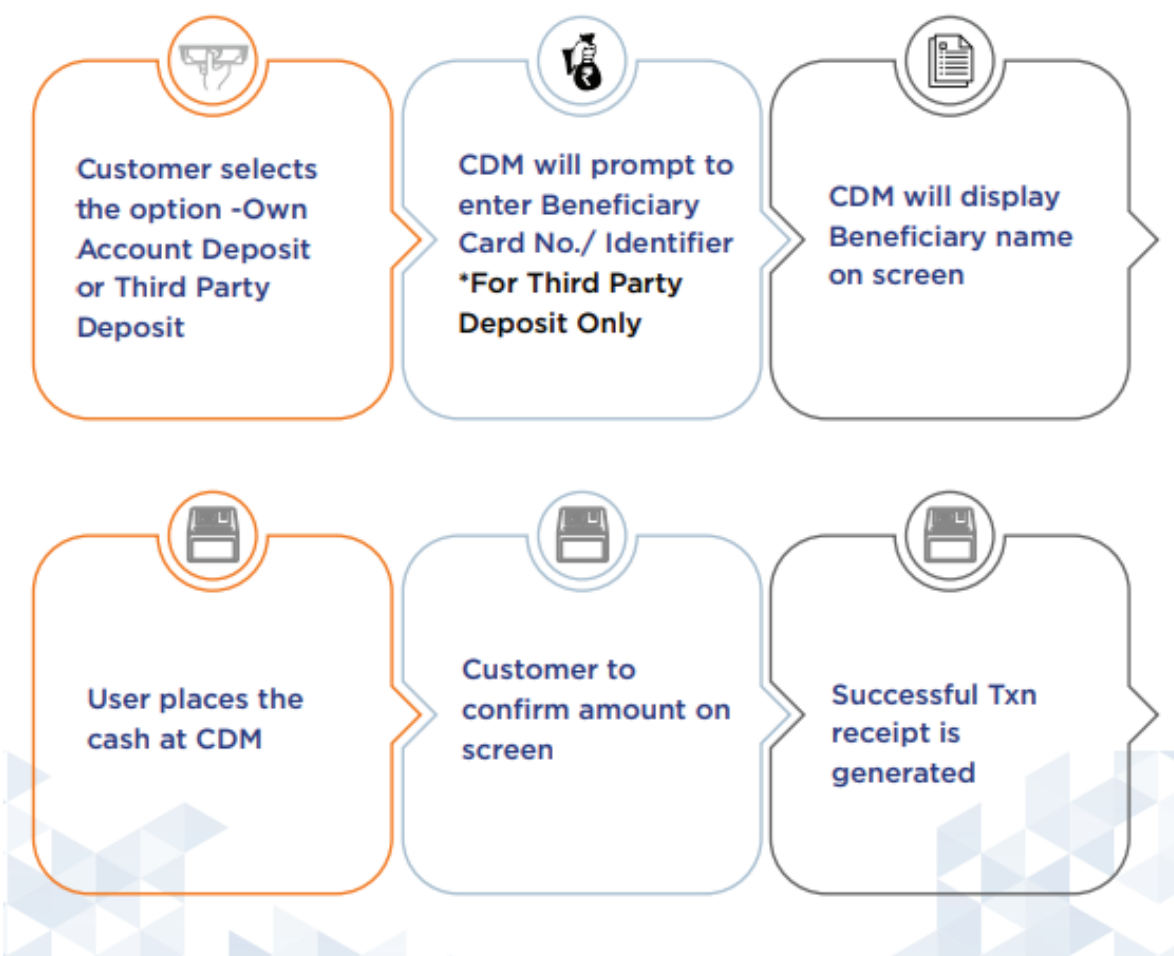 Customer selects
the option -Own
Account Deposit
or Third Party
Deposit
CDM will prompt to
enter Beneficiary
Card No./ Identifier
*For Third Party
Deposit Only
CDM will display
Beneficiary name
on screen
User places the
cash at CDM
Customer to
confirm amount on
screen
Successful Txn
receipt is
generated